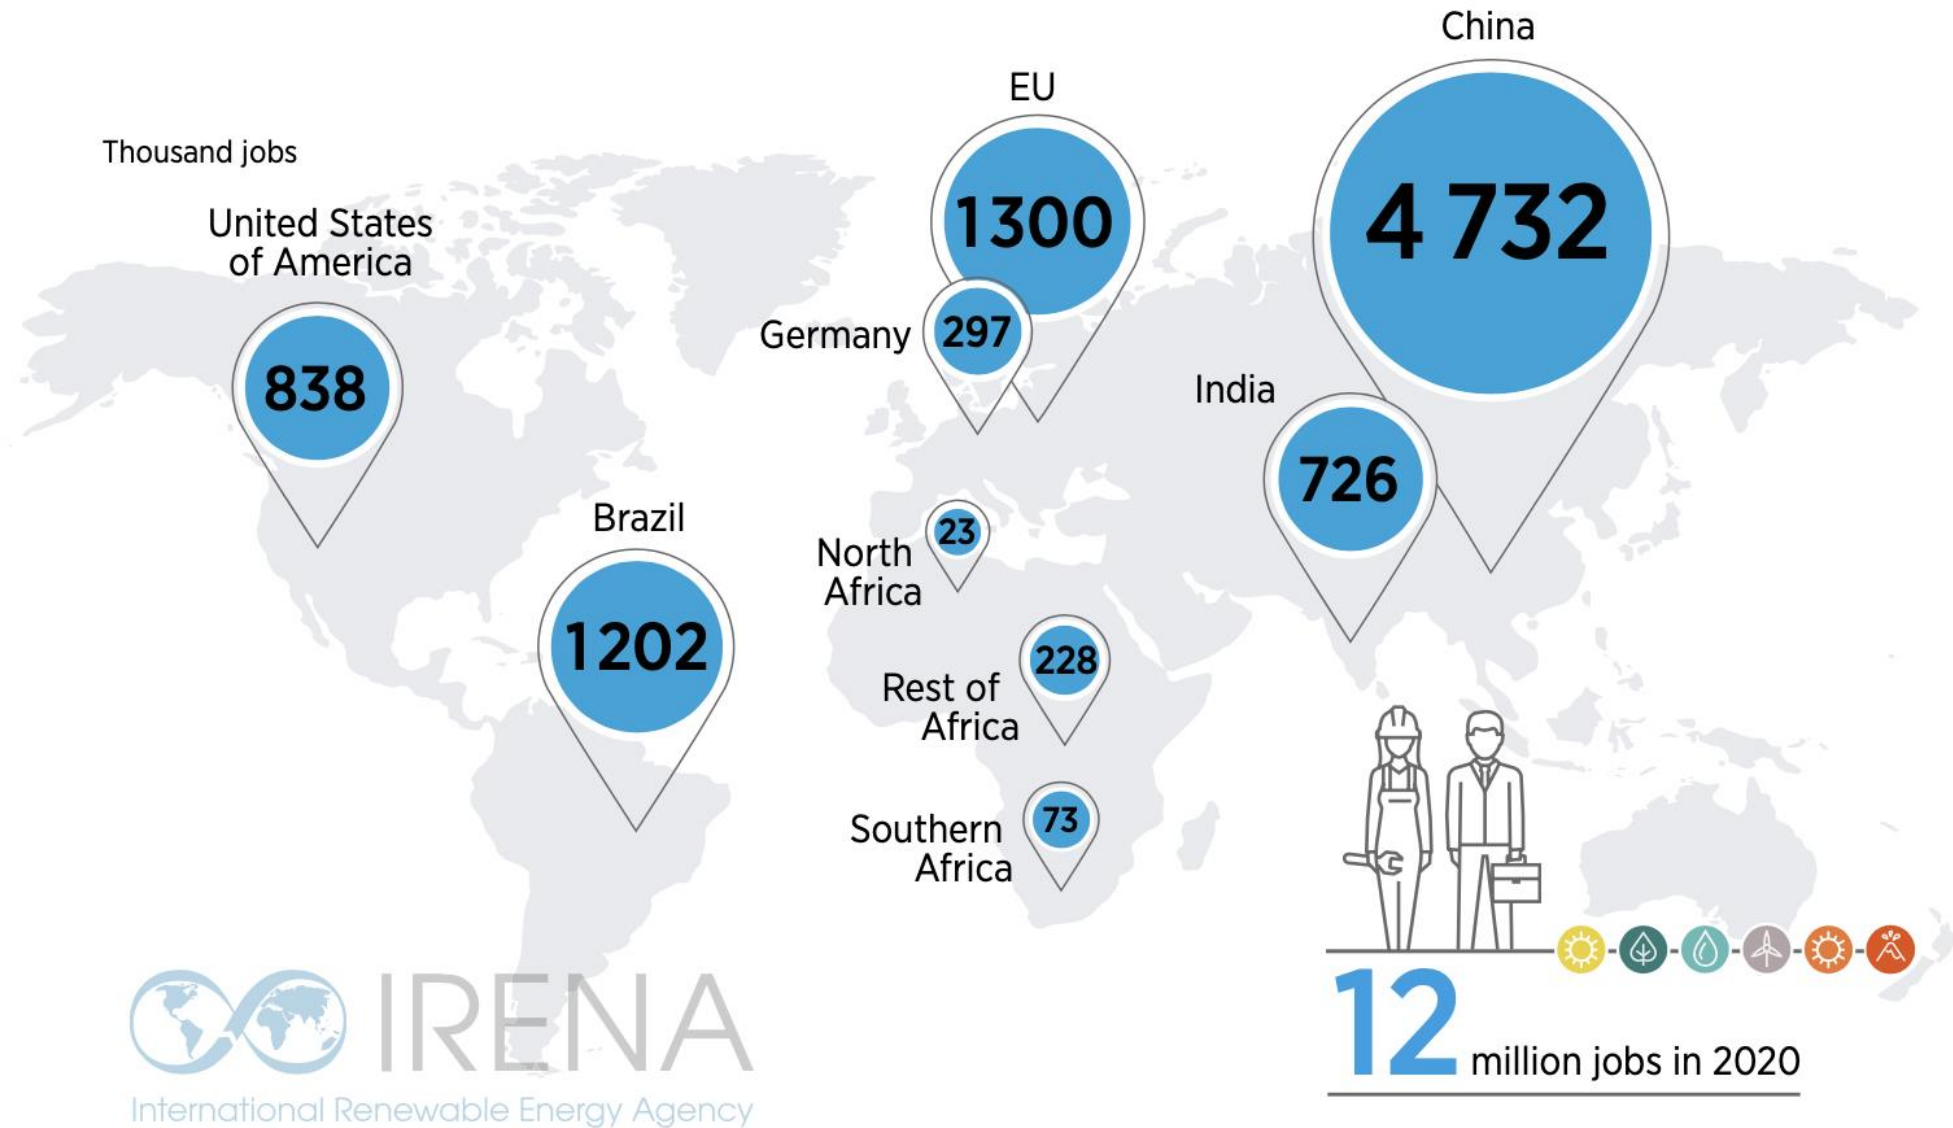 Thousand jobs
United States
of America
838
Brazil
1202
EU
1300
Germany
297
North
Africa
23
Rest of
Africa
228
Southern
Africa
73
China
4 732
India
726
12 million jobs in 2020
IRENA
International Renewable Energy Agency